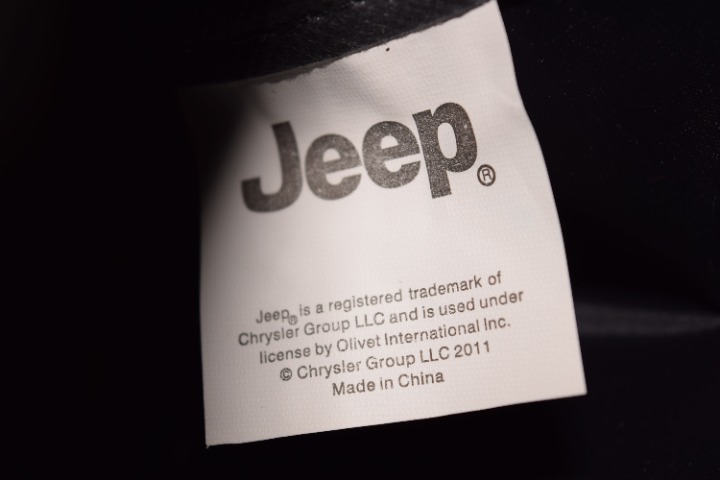 Jeep®
Jeep® is a registered trademark of
Chrysler Group LLC and is used under
license by Olivet International Inc.
© Chrysler Group LLC 2011
Made in China